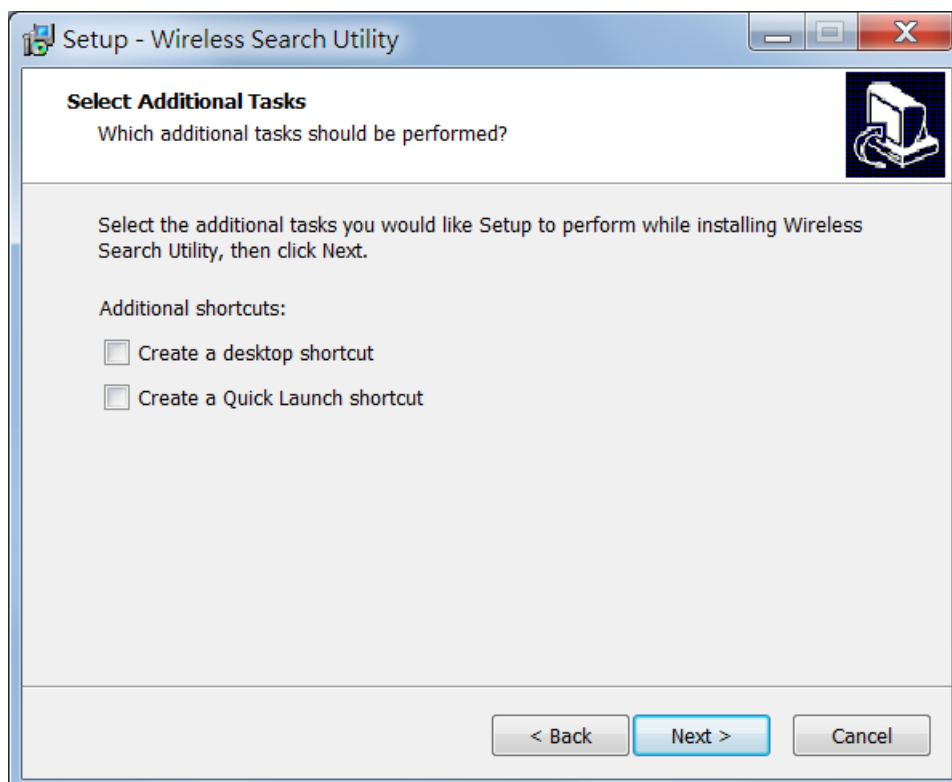 Setup - Wireless Search Utility
Select Additional Tasks
Which additional tasks should be performed?
Select the additional tasks you would like Setup to perform while installing Wireless
Search Utility, then click Next.
Additional shortcuts:
Create a desktop shortcut
Create a Quick Launch shortcut
< Back
Next >
Cancel